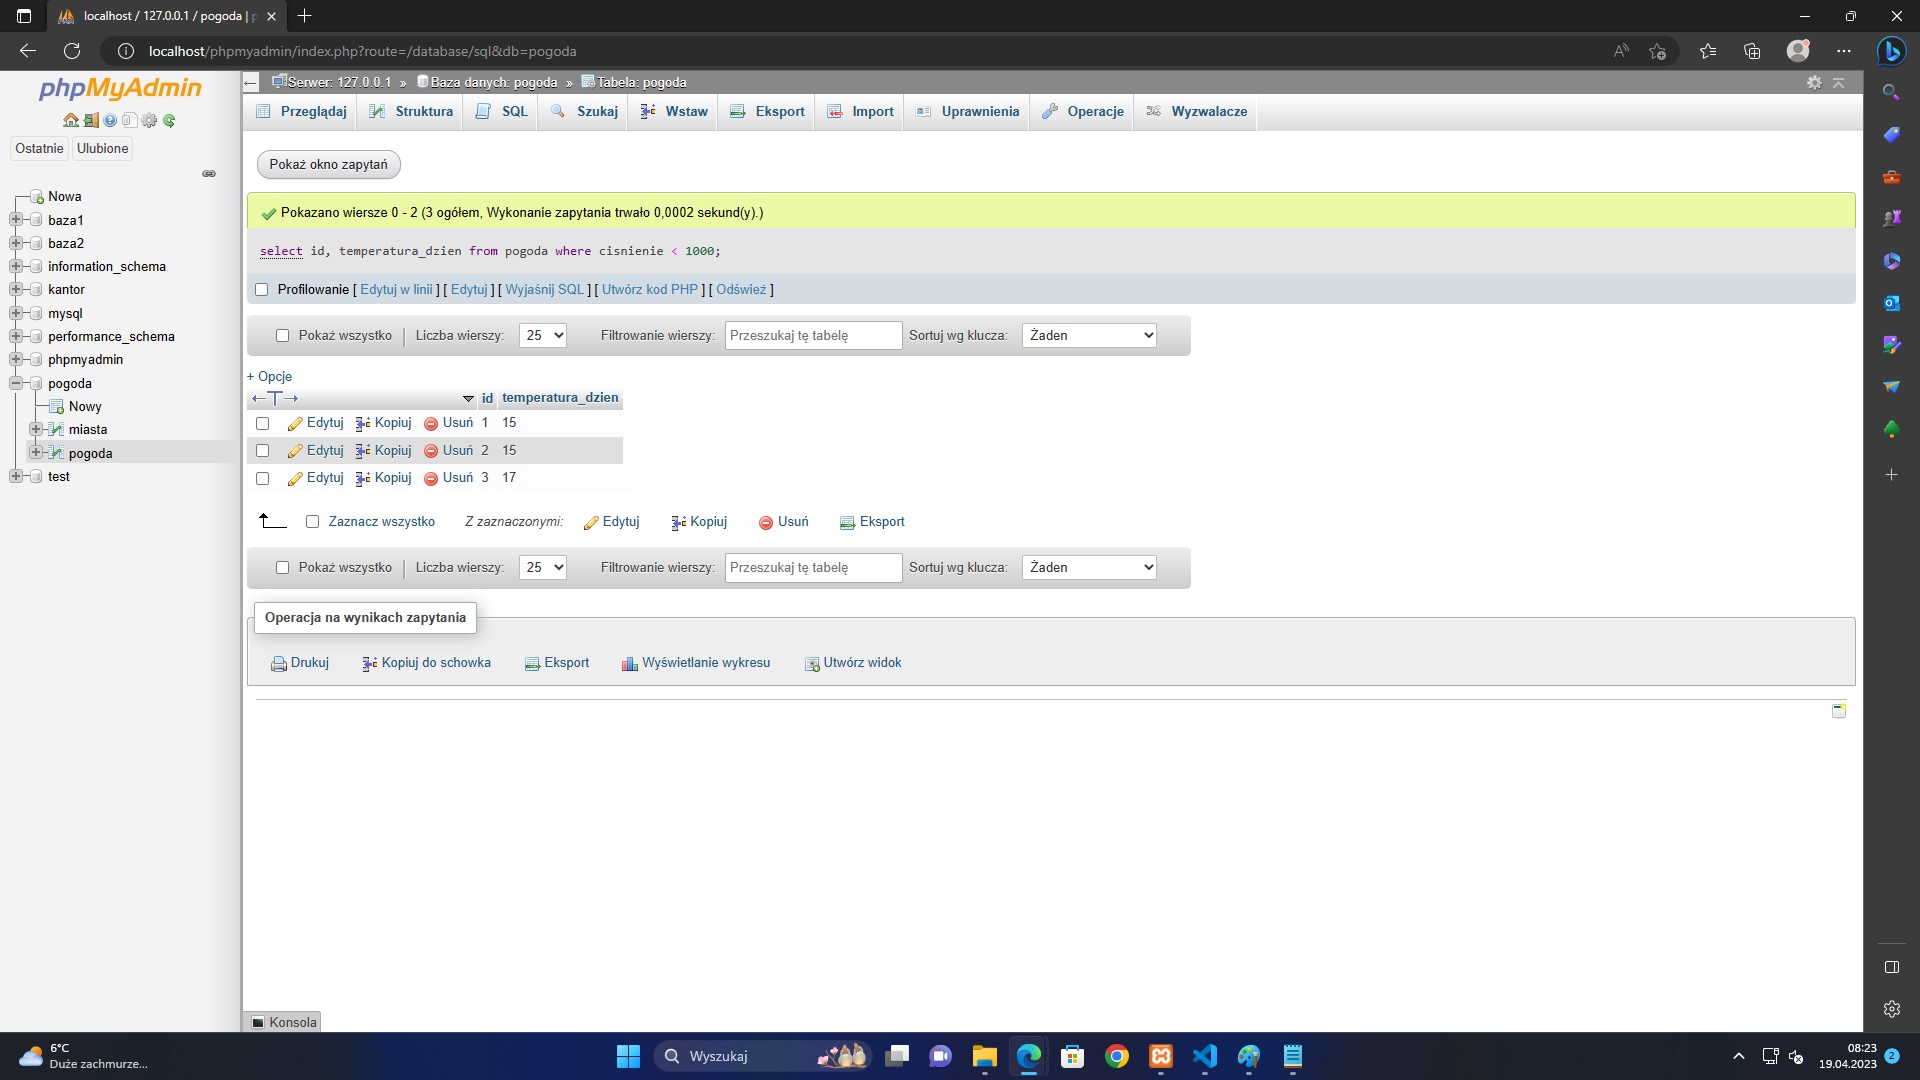 localhost / 127.0.0.1 / pogoda | p
localhost/phpmyadmin/index.php?route=/database/sql&db=pogoda
phpMyAdmin
Ostatnie Ulubione
Nowa
baza1
baza2
information_schema
kantor
mysql
performance_schema
phpmyadmin
pogoda
Nowy
miasta
pogoda
test
Serwer: 127.0.0.1 » Baza danych: pogoda » Tabela: pogoda
Przeglądaj Struktura SQL Szukaj Wstaw Eksport Import Uprawnienia Operacje Wyzwalacze
Pokaż okno zapytań
Pokazano wiersze 0 - 2 (3 ogółem, Wykonanie zapytania trwało 0,0002 sekund(y).)
select id, temperatura_dzien from pogoda where cisnienie < 1000;
Profilowanie [ Edytuj w linii ] [ Edytuj ] [ Wyjaśnij SQL ] [ Utwórz kod PHP ] [ Odśwież ]
Pokaż wszystko | Liczba wierszy: 25 Filtrowanie wierszy: Przeszukaj tę tabelę Sortuj wg klucza: Żaden
+ Opcje
←T→ id temperatura_dzien
Edytuj Kopiuj Usuń 1 15
Edytuj Kopiuj Usuń 2 15
Edytuj Kopiuj Usuń 3 17
Zaznacz wszystko Z zaznaczonymi: Edytuj Kopiuj Usuń Eksport
Pokaż wszystko | Liczba wierszy: 25 Filtrowanie wierszy: Przeszukaj tę tabelę Sortuj wg klucza: Żaden
Operacja na wynikach zapytania
Drukuj Kopiuj do schowka Eksport Wyświetlanie wykresu Utwórz widok
Konsola
6°C
Duże zachmurze...
Wyszukaj
08:23
19.04.2023
2